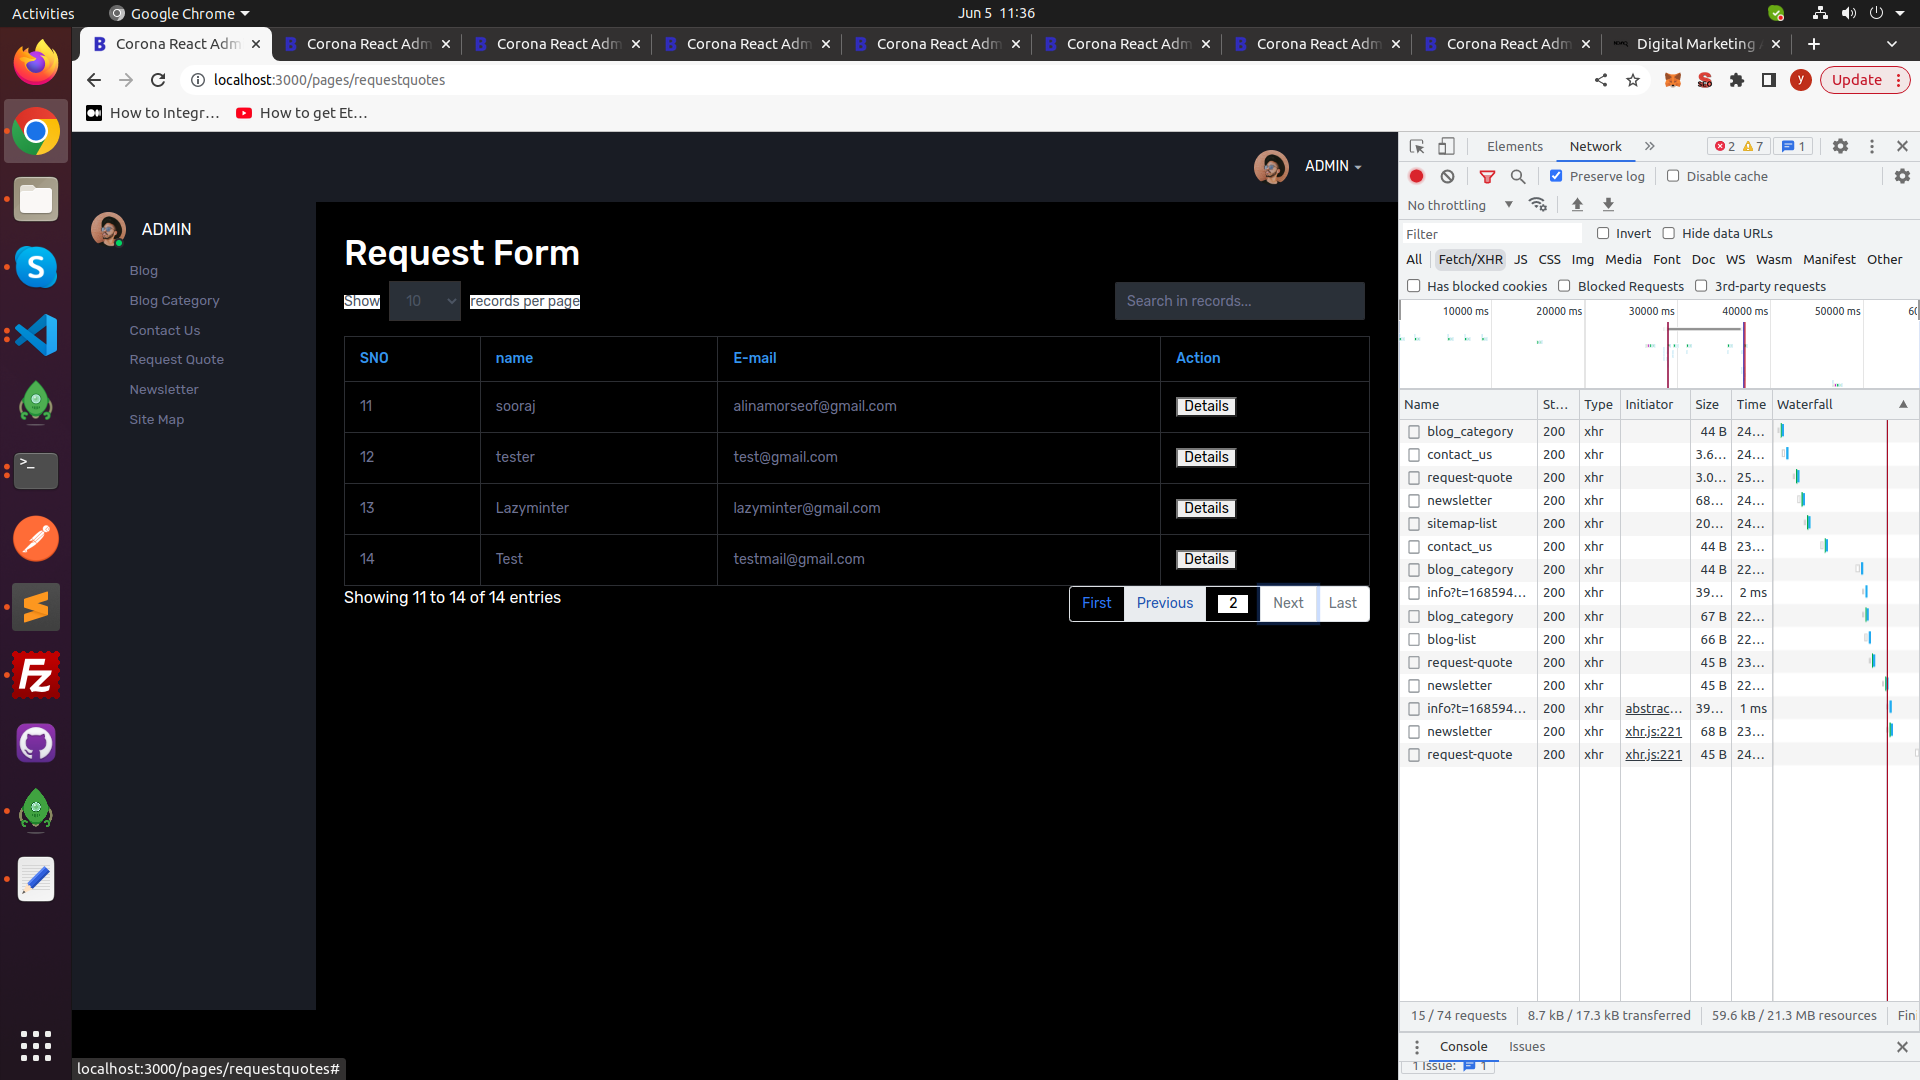 Activities
Google Chrome
Jun 5 11:36
Corona React Adm
Corona React Adm
Corona React Adm
Corona React Adm
Corona React Adm
Corona React Adm
Corona React Adm
Corona React Adm
Digital Marketing
localhost:3000/pages/requestquotes
y
Update
How to Integr...
How to get Et...
ADMIN
ADMIN
Blog
Blog Category
Contact Us
Request Quote
Newsletter
Site Map
Request Form
Show 10 records per page
Search in records...
SNO name E-mail Action
11 sooraj alinamorseof@gmail.com Details
12 tester test@gmail.com Details
13 Lazyminter lazyminter@gmail.com Details
14 Test testmail@gmail.com Details
Showing 11 to 14 of 14 entries
First Previous 2 Next Last
localhost:3000/pages/requestquotes#
Elements Network 2 7 1
Preserve log Disable cache
No throttling
Filter Invert Hide data URLs
All Fetch/XHR JS CSS Img Media Font Doc WS Wasm Manifest Other
Has blocked cookies Blocked Requests 3rd-party requests
10000 ms 20000 ms 30000 ms 40000 ms 50000 ms 60
Name St... Type Initiator Size Time Waterfall
blog_category 200 xhr 44 B 24...
contact_us 200 xhr 3.6... 24...
request-quote 200 xhr 3.0... 25...
newsletter 200 xhr 68... 24...
sitemap-list 200 xhr 20... 24...
contact_us 200 xhr 44 B 23...
blog_category 200 xhr 44 B 22...
info?t=168594... 200 xhr 39... 2 ms
blog_category 200 xhr 67 B 22...
blog-list 200 xhr 66 B 22...
request-quote 200 xhr 45 B 23...
newsletter 200 xhr 45 B 22...
info?t=168594... 200 xhr abstrac... 39... 1 ms
newsletter 200 xhr xhr.js:221 68 B 23...
request-quote 200 xhr xhr.js:221 45 B 24...
15 / 74 requests 8.7 kB / 17.3 kB transferred 59.6 kB / 21.3 MB resources Fin
Console Issues
1 Issue: 1